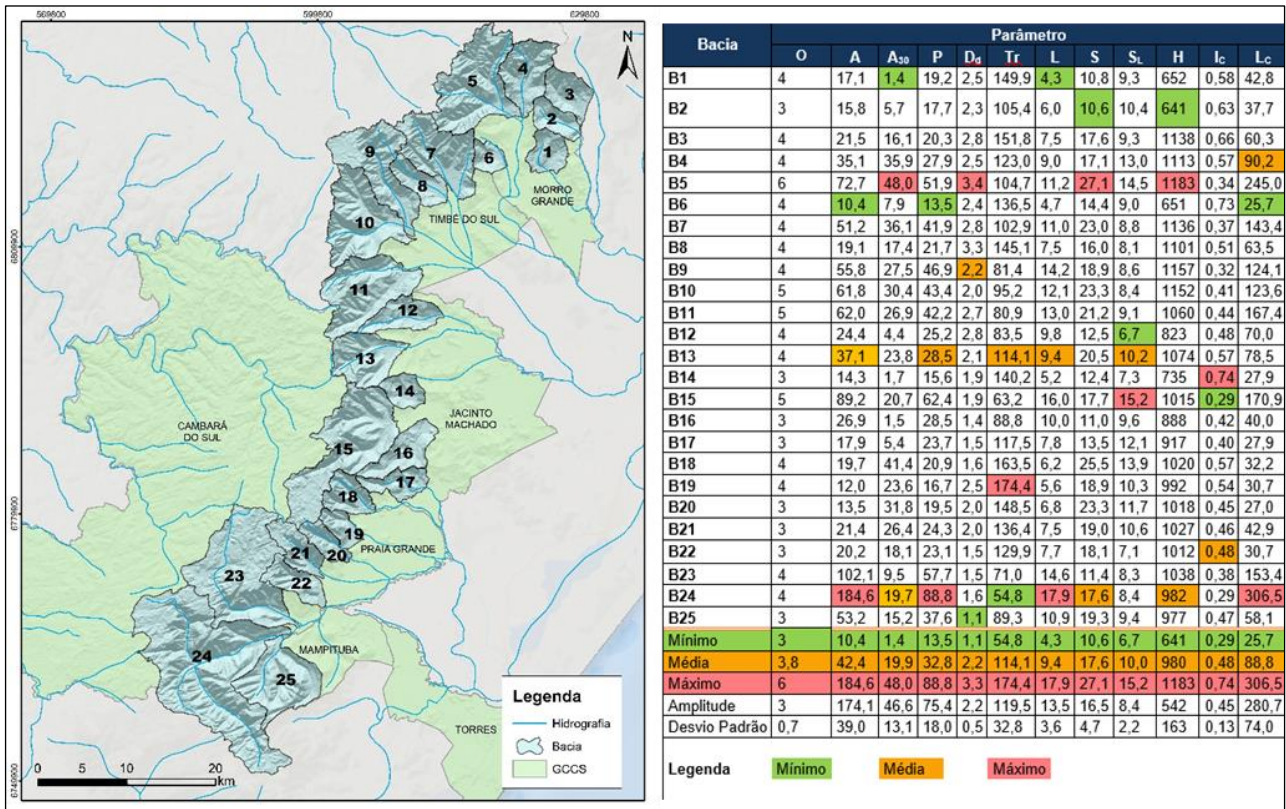 569800 599800 629800
N
5
4
3
2
1
9
7
6
8
MORRO
GRANDE
TIMBÉ DO SUL
10
6809900
11
12
13
14
JACINTO
MACHADO
CAMBARÁ
DO SUL
15
16
17
18
19
6779800
20
PRAIA GRANDE
21
22
23
24
MAMPITUBA
25
TORRES
Legenda
Hidrografia
Bacia
GCCS
0 5 10 20
km
6749900
Bacia Parâmetro
O A A₃₀ P Dd Tr L S SL H Ic Lc
B1 4 17,1 1,4 19,2 2,5 149,9 4,3 10,8 9,3 652 0,58 42,8
B2 3 15,8 5,7 17,7 2,3 105,4 6,0 10,6 10,4 641 0,63 37,7
B3 4 21,5 16,1 20,3 2,8 151,8 7,5 17,6 9,3 1138 0,66 60,3
B4 4 35,1 35,9 27,9 2,5 123,0 9,0 17,1 13,0 1113 0,57 90,2
B5 6 72,7 48,0 51,9 3,4 104,7 11,2 27,1 14,5 1183 0,34 245,0
B6 4 10,4 7,9 13,5 2,4 136,5 4,7 14,4 9,0 651 0,73 25,7
B7 4 51,2 36,1 41,9 2,8 102,9 11,0 23,0 8,8 1136 0,37 143,4
B8 4 19,1 17,4 21,7 3,3 145,1 7,5 16,0 8,1 1101 0,51 63,5
B9 4 55,8 27,5 46,9 2,2 81,4 14,2 18,9 8,6 1157 0,32 124,1
B10 5 61,8 30,4 43,4 2,0 95,2 12,1 23,3 8,4 1152 0,41 123,6
B11 5 62,0 26,9 42,2 2,7 80,9 13,0 21,2 9,1 1060 0,44 167,4
B12 4 24,4 4,4 25,2 2,8 83,5 9,8 12,5 6,7 823 0,48 70,0
B13 4 37,1 23,8 28,5 2,1 114,1 9,4 20,5 10,2 1074 0,57 78,5
B14 3 14,3 1,7 15,6 1,9 140,2 5,2 12,4 7,3 735 0,74 27,9
B15 5 89,2 20,7 62,4 1,9 63,2 16,0 17,7 15,2 1015 0,29 170,9
B16 3 26,9 1,5 28,5 1,4 88,8 10,0 11,0 9,6 888 0,42 40,0
B17 3 17,9 5,4 23,7 1,5 117,5 7,8 13,5 12,1 917 0,40 27,9
B18 4 19,7 41,4 20,9 1,6 163,5 6,2 25,5 13,9 1020 0,57 32,2
B19 4 12,0 23,6 16,7 2,5 174,4 5,6 18,9 10,3 992 0,54 30,7
B20 3 13,5 31,8 19,5 2,0 148,5 6,8 23,3 11,7 1018 0,45 27,0
B21 3 21,4 26,4 24,3 2,0 136,4 7,5 19,0 10,6 1027 0,46 42,9
B22 3 20,2 18,1 23,1 1,5 129,9 7,7 18,1 7,1 1012 0,48 30,7
B23 4 102,1 9,5 57,7 1,5 71,0 14,6 11,4 8,3 1038 0,38 153,4
B24 4 184,6 19,7 88,8 1,6 54,8 17,9 17,6 8,4 982 0,29 306,5
B25 3 53,2 15,2 37,6 1,1 89,3 10,9 19,3 9,4 977 0,47 58,1
Mínimo 3 10,4 1,4 13,5 1,1 54,8 4,3 10,6 6,7 641 0,29 25,7
Média 3,8 42,4 19,9 32,8 2,2 114,1 9,4 17,6 10,0 980 0,48 88,8
Máximo 6 184,6 48,0 88,8 3,3 174,4 17,9 27,1 15,2 1183 0,74 306,5
Amplitude 3 174,1 46,6 75,4 2,2 119,5 13,5 16,5 8,4 542 0,45 280,7
Desvio Padrão 0,7 39,0 13,1 18,0 0,5 32,8 3,6 4,7 2,2 163 0,13 74,0
Legenda Mínimo Média Máximo